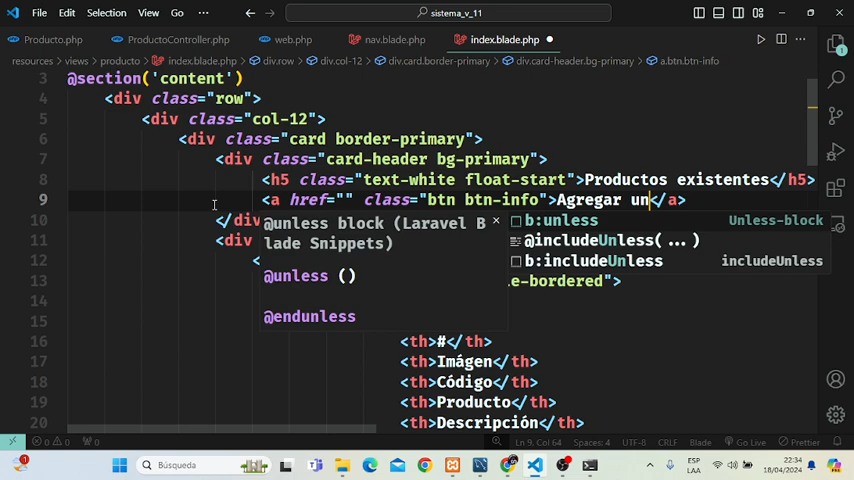 File Edit Selection View Go ... sistema_v_11
Producto.php ProductoController.php web.php nav.blade.php index.blade.php
resources > views > producto > index.blade.php > div.row > div.col-12 > div.card.border-primary > div.card-header.bg-primary > a.btn.btn-info
3 @section('content')
4 <div class="row">
5 <div class="col-12">
6 <div class="card border-primary">
7 <div class="card-header bg-primary">
8 <h5 class="text-white float-start">Productos existentes</h5>
9 <a href="" class="btn btn-info">Agregar un</a>
10 </div
11 <div
12 <
13 e-bordered">
14
15
16 <th>#</th>
17 <th>Imágen</th>
18 <th>Código</th>
19 <th>Producto</th>
20 <th>Descripción</th>
@unless block (Laravel B
lade Snippets)
@unless ()
@endunless
b:unless Unless-block
@includeUnless(...)
b:includeUnless includeUnless
0 0 0 Ln 9, Col 64 Spaces: 4 UTF-8 CRLF Blade Go Live Prettier
Búsqueda ESP LAA 22:34 18/04/2024